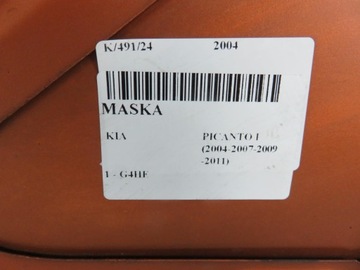 K/491/24 2004
MASKA
KIA PICANTO I
(2004-2007-2009
-2011)
1 - G4HE